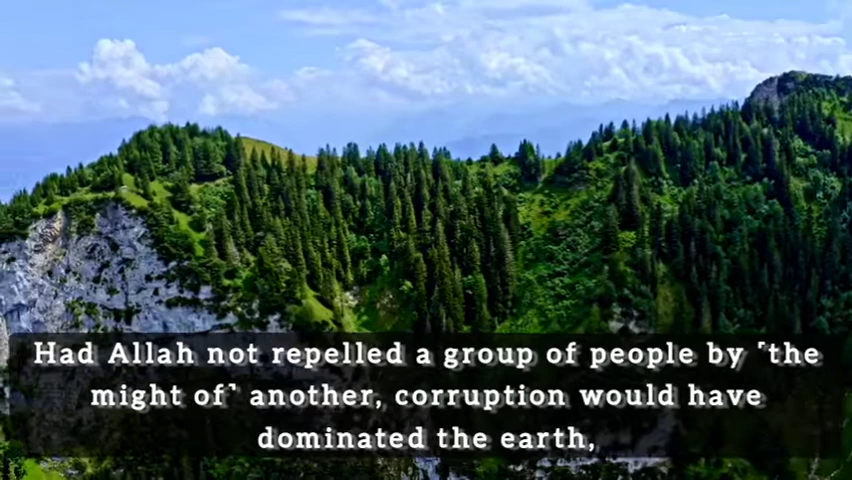 Had Allah not repelled a group of people by ˹the
might of˺ another, corruption would have
dominated the earth,